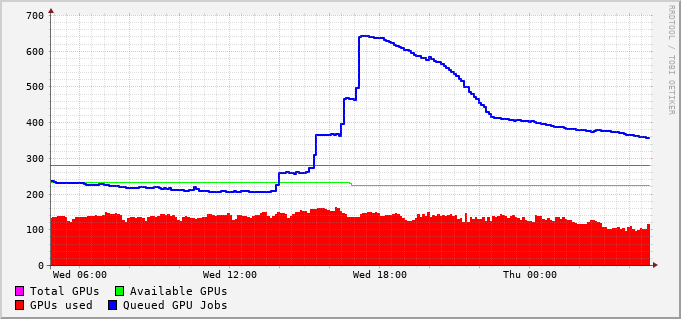 RRDTOOL / TOBI OETIKER
700
600
500
400
300
200
100
0
Wed 06:00 Wed 12:00 Wed 18:00 Thu 00:00
Total GPUs Available GPUs
GPUs used Queued GPU Jobs